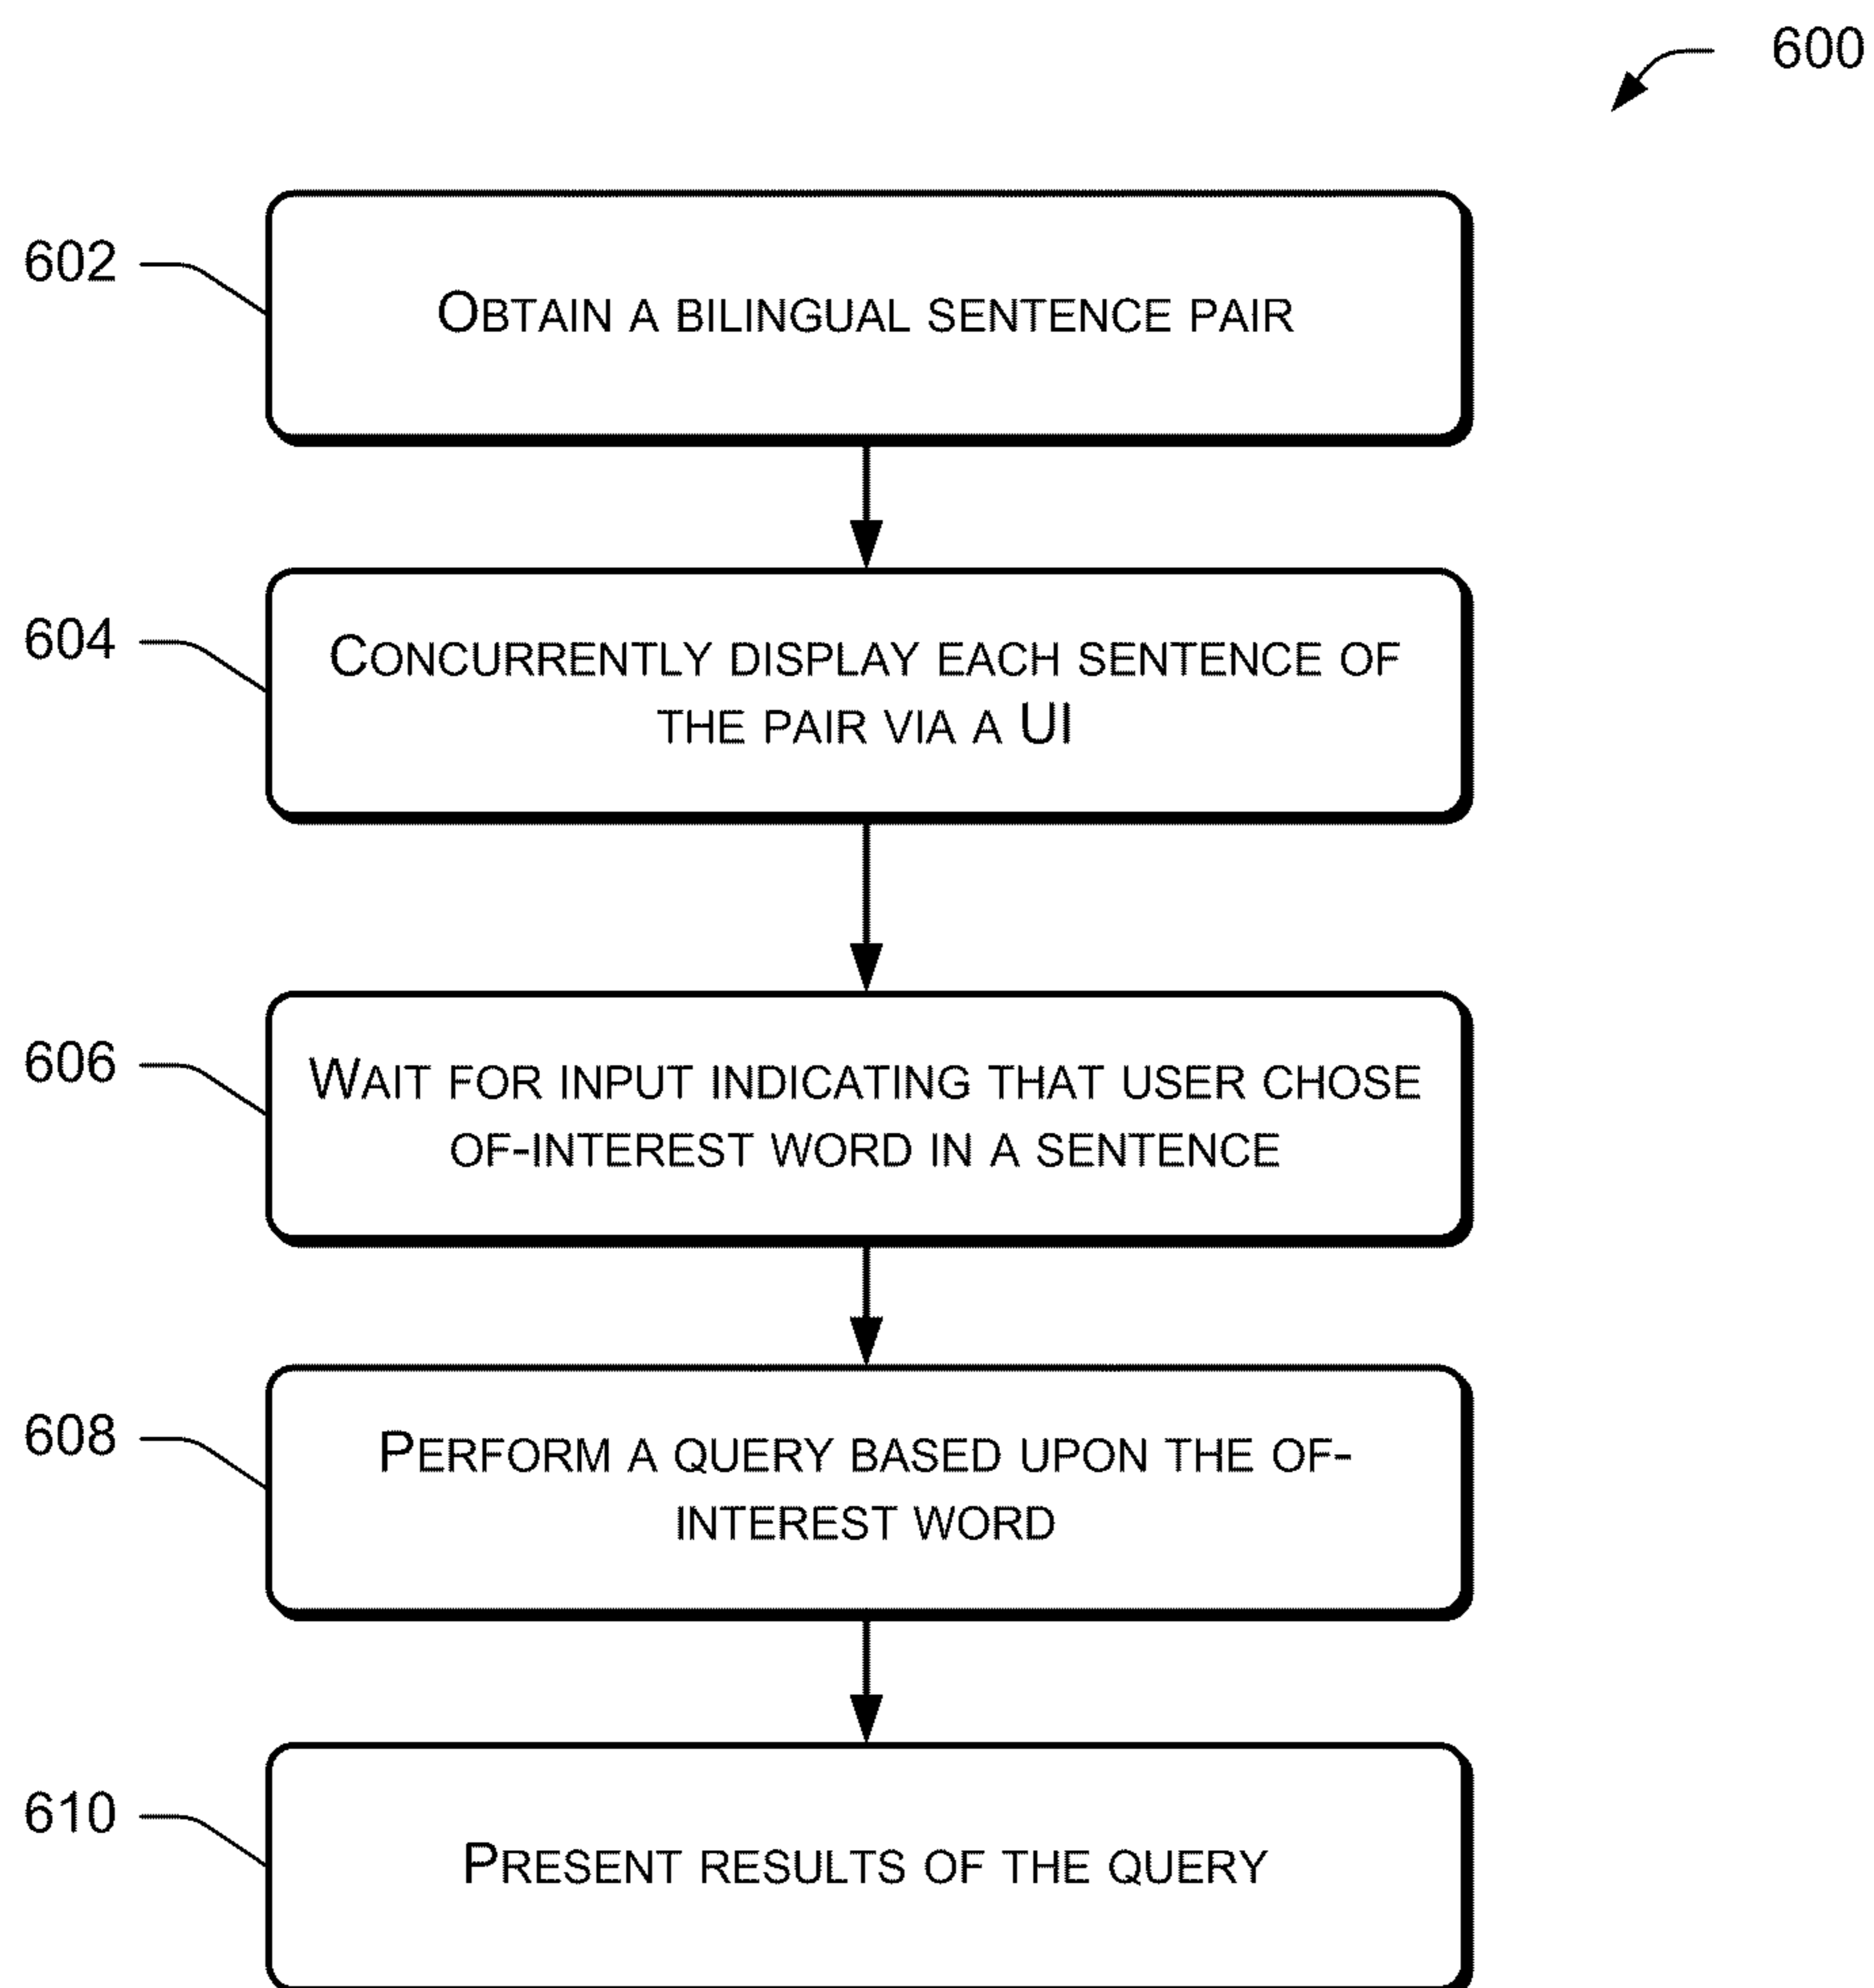 600
602
OBTAIN A BILINGUAL SENTENCE PAIR
604
CONCURRENTLY DISPLAY EACH SENTENCE OF
THE PAIR VIA A UI
606
WAIT FOR INPUT INDICATING THAT USER CHOSE
OF-INTEREST WORD IN A SENTENCE
608
PERFORM A QUERY BASED UPON THE OF-
INTEREST WORD
610
PRESENT RESULTS OF THE QUERY